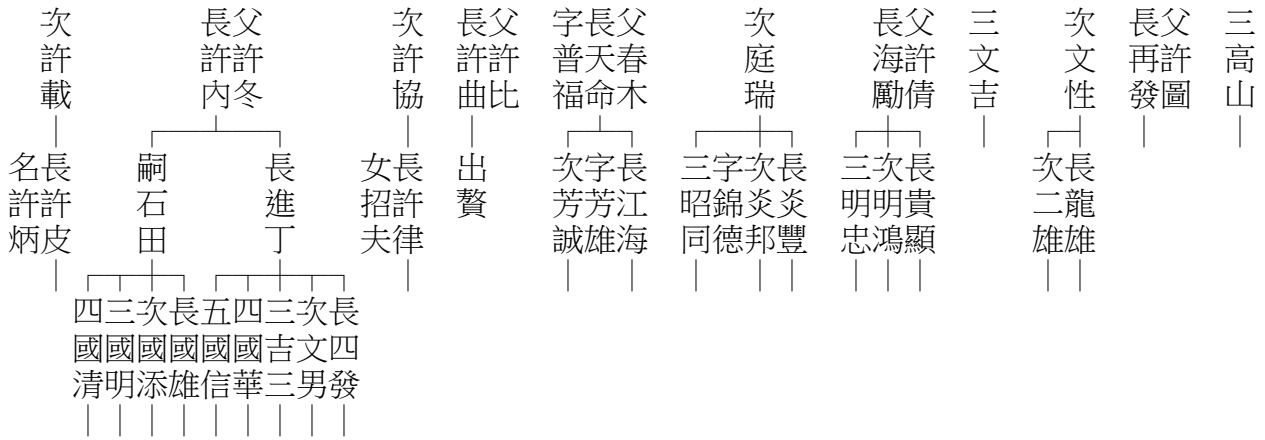 三高山
父許圖
長再發
次文性
三文吉
父許倩
長海勵
次庭瑞
父春木
長天命
字普福
父許比
長許曲
次許協
父許冬
長許內
次許載
長龍雄
次二雄
長貴顯
次明鴻
三明忠
長炎豐
次炎邦
字錦德
三昭同
長江海
字芳雄
次芳誠
出贅
長許律
女招夫
長進丁
嗣石田
長許皮
名許炳
長四發
次文男
三吉三
四國華
五國信
長國雄
次國添
三國明
四國清